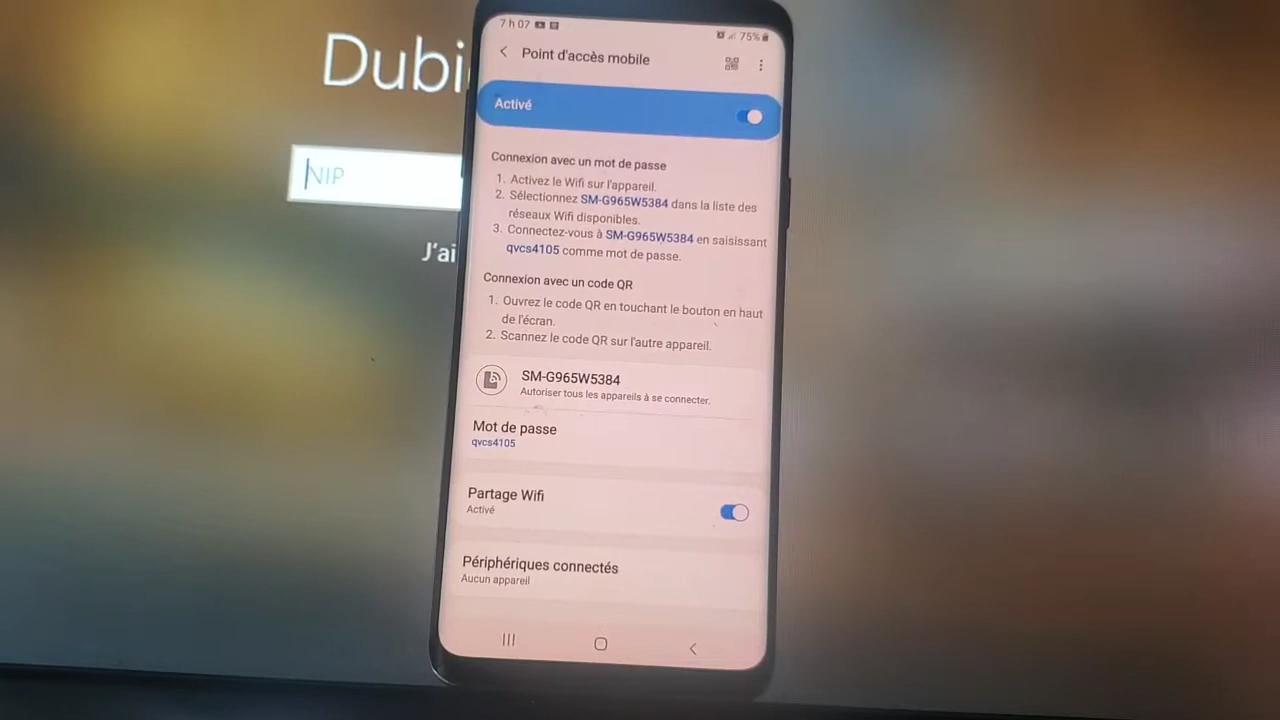 Dubi
NIP
J'ai
7 h 07
75%
Point d'accès mobile
Activé
Connexion avec un mot de passe
1. Activez le Wifi sur l'appareil.
2. Sélectionnez SM-G965W5384 dans la liste des
réseaux Wifi disponibles.
3. Connectez-vous à SM-G965W5384 en saisissant
qvcs4105 comme mot de passe.
Connexion avec un code QR
1. Ouvrez le code QR en touchant le bouton en haut
de l'écran.
2. Scannez le code QR sur l'autre appareil.
SM-G965W5384
Autoriser tous les appareils à se connecter.
Mot de passe
qvcs4105
Partage Wifi
Activé
Périphériques connectés
Aucun appareil